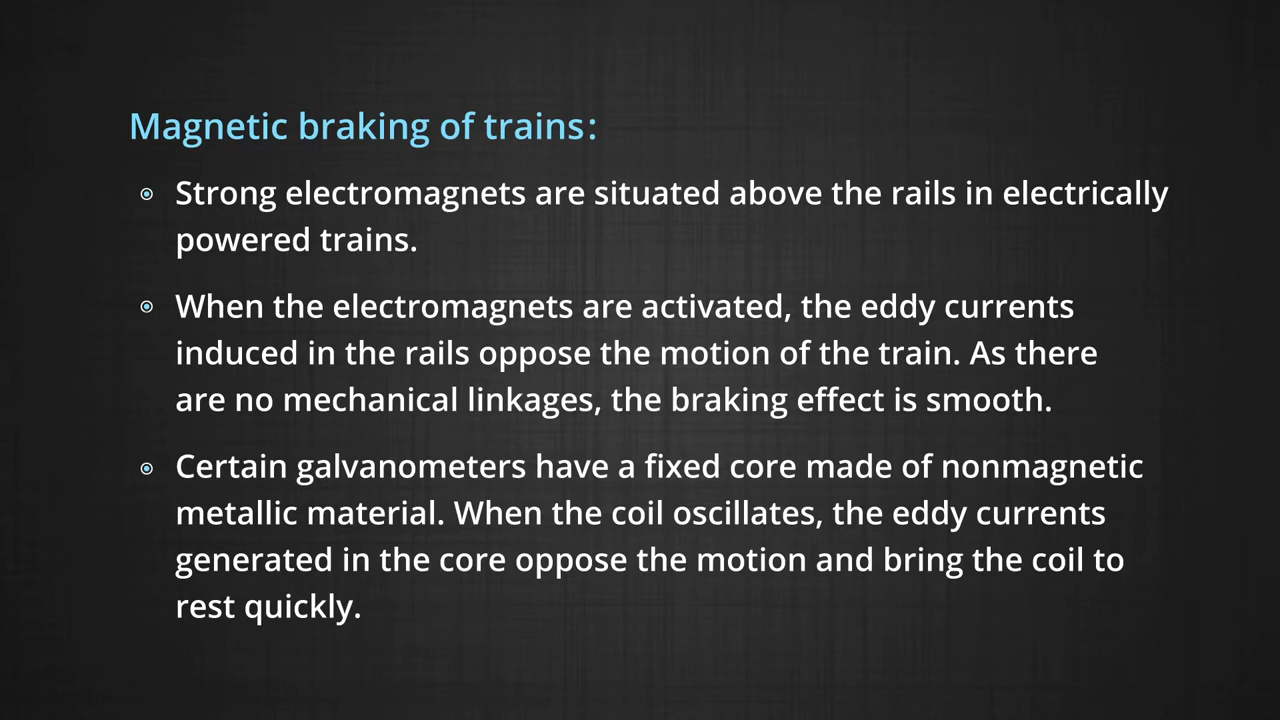 Magnetic braking of trains:
Strong electromagnets are situated above the rails in electrically
powered trains.
When the electromagnets are activated, the eddy currents
induced in the rails oppose the motion of the train. As there
are no mechanical linkages, the braking effect is smooth.
Certain galvanometers have a fixed core made of nonmagnetic
metallic material. When the coil oscillates, the eddy currents
generated in the core oppose the motion and bring the coil to
rest quickly.